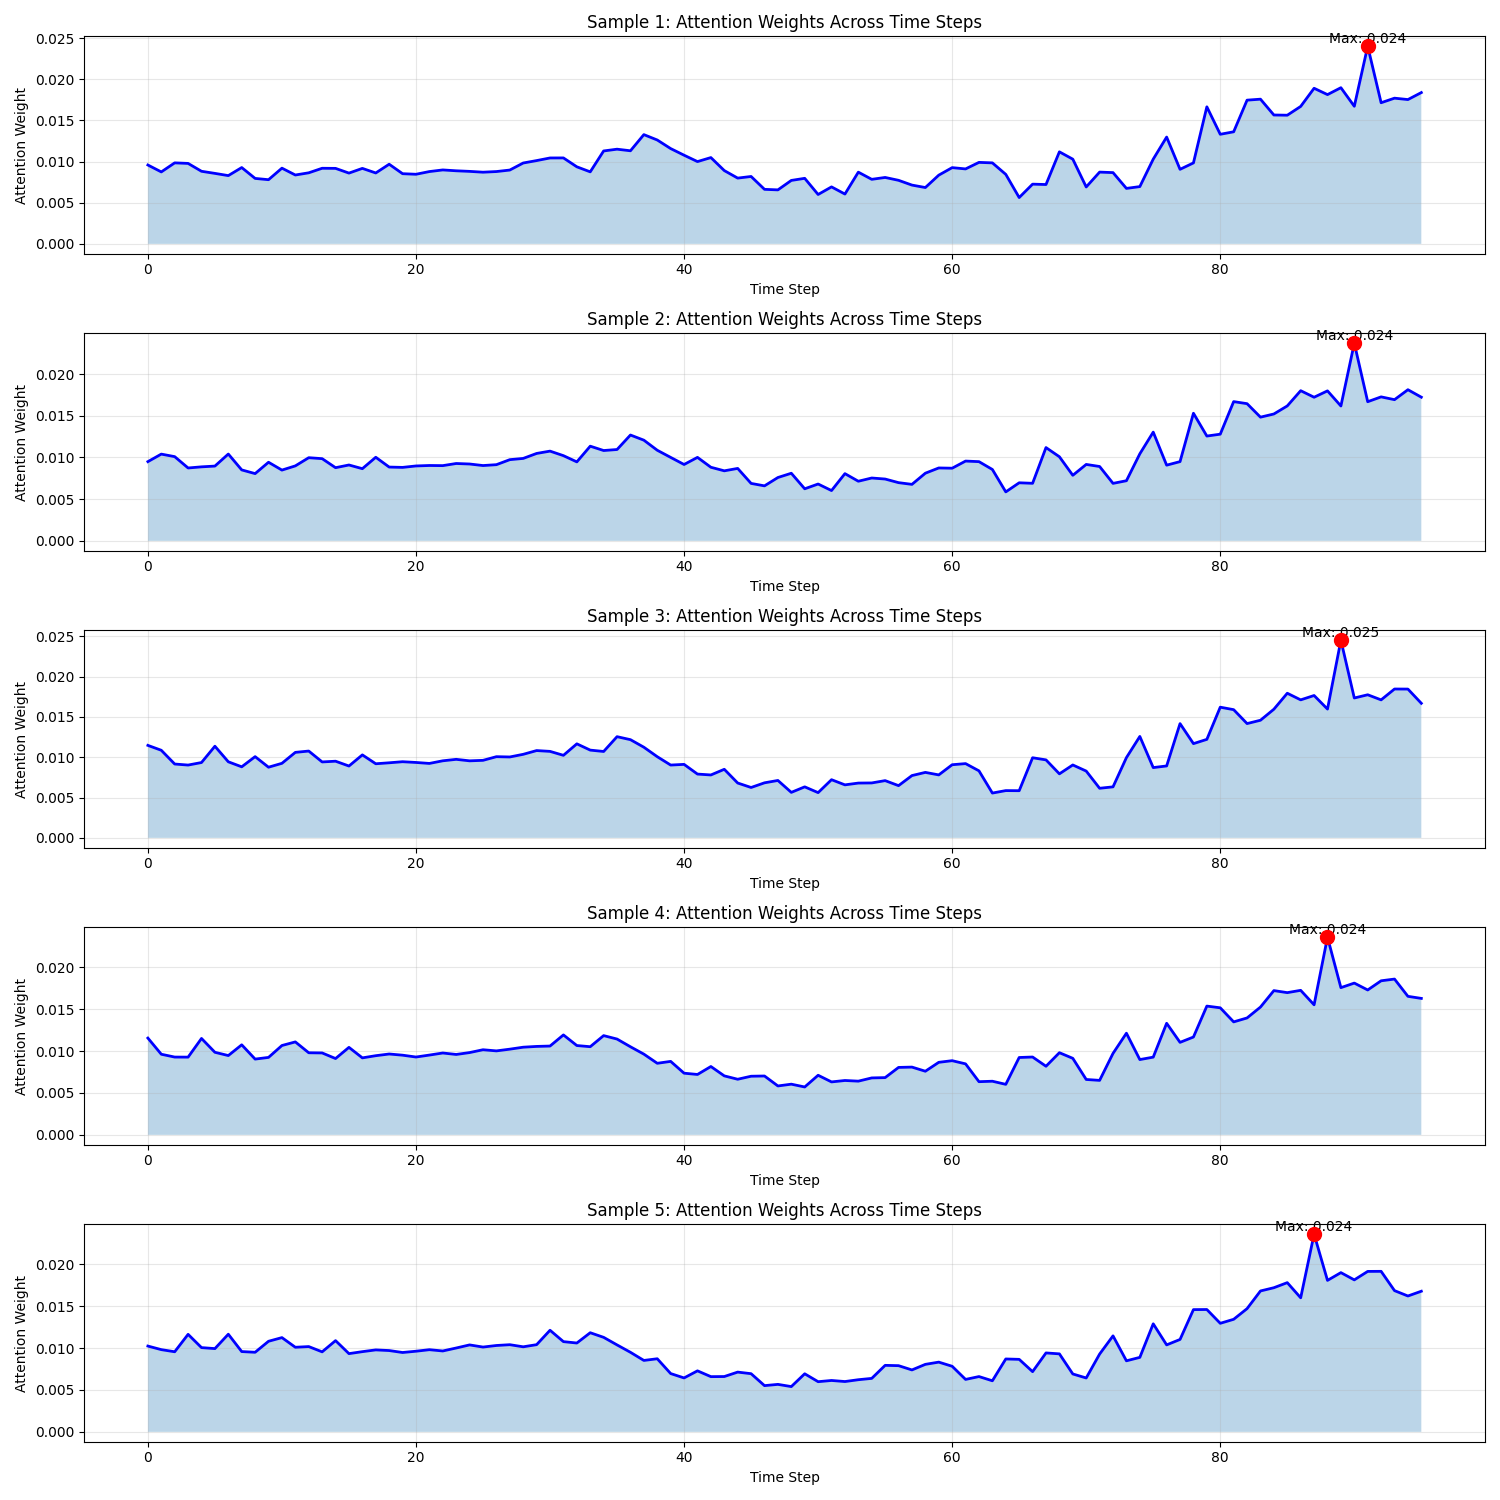 Sample 1: Attention Weights Across Time Steps
Max: 0.024
Attention Weight
0.025
0.020
0.015
0.010
0.005
0.000
0 20 40 60 80
Time Step
Sample 2: Attention Weights Across Time Steps
Max: 0.024
Attention Weight
0.020
0.015
0.010
0.005
0.000
0 20 40 60 80
Time Step
Sample 3: Attention Weights Across Time Steps
Max: 0.025
Attention Weight
0.025
0.020
0.015
0.010
0.005
0.000
0 20 40 60 80
Time Step
Sample 4: Attention Weights Across Time Steps
Max: 0.024
Attention Weight
0.020
0.015
0.010
0.005
0.000
0 20 40 60 80
Time Step
Sample 5: Attention Weights Across Time Steps
Max: 0.024
Attention Weight
0.020
0.015
0.010
0.005
0.000
0 20 40 60 80
Time Step